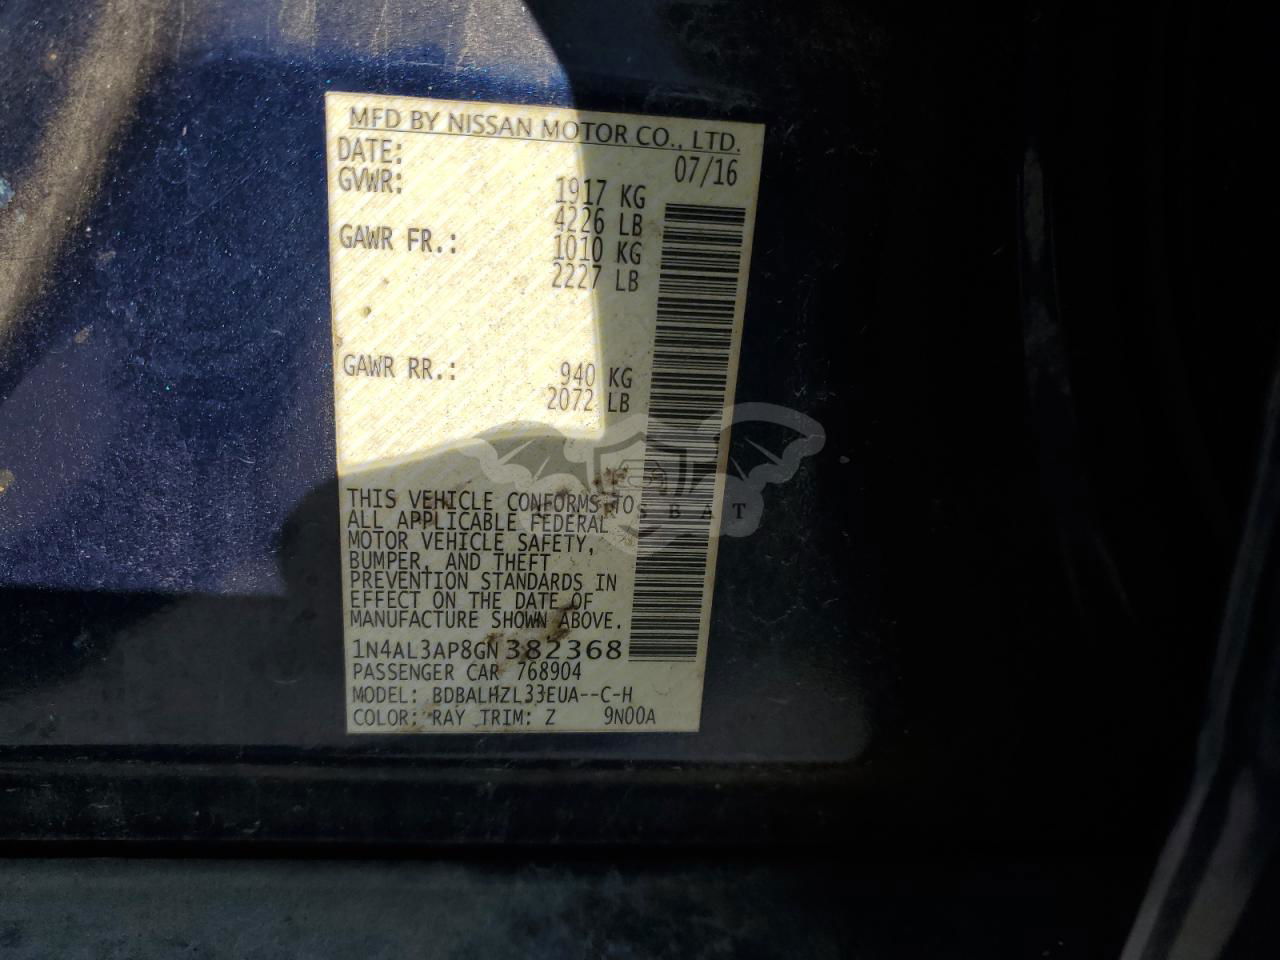 MFD BY NISSAN MOTOR CO., LTD.
DATE: 07/16
GVWR: 1917 KG
4226 LB
GAWR FR.: 1010 KG
2227 LB
GAWR RR.: 940 KG
2072 LB
THIS VEHICLE CONFORMS TO
ALL APPLICABLE FEDERAL
MOTOR VEHICLE SAFETY,
BUMPER, AND THEFT
PREVENTION STANDARDS IN
EFFECT ON THE DATE OF
MANUFACTURE SHOWN ABOVE.
1N4AL3AP8GN382368
PASSENGER CAR 768904
MODEL: BDBALHZL33EUA--C-H
COLOR: RAY TRIM: Z 9N00A